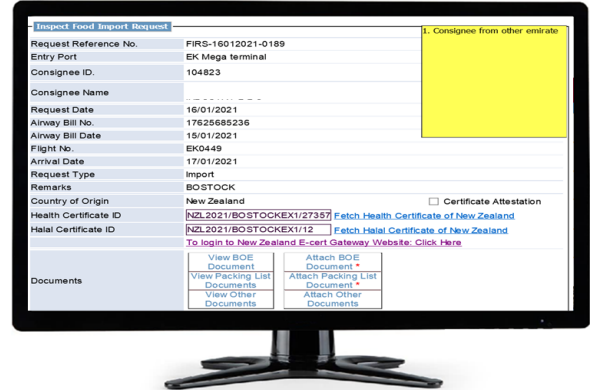 Inspect Food Import Request
1. Consignee from other emirate
Request Reference No. FIRS-16012021-0189
Entry Port EK Mega terminal
Consignee ID. 104823
Consignee Name
Request Date 16/01/2021
Airway Bill No. 17625685236
Airway Bill Date 15/01/2021
Flight No. EK0449
Arrival Date 17/01/2021
Request Type Import
Remarks BOSTOCK
Country of Origin New Zealand Certificate Attestation
Health Certificate ID NZL2021/BOSTOCKEX1/27357 Fetch Health Certificate of New Zealand
Halal Certificate ID NZL2021/BOSTOCKEX1/12 Fetch Halal Certificate of New Zealand
To login to New Zealand E-cert Gateway Website: Click Here
Documents
View BOE Attach BOE
Document Document *
View Packing List Attach Packing List
Documents Document *
View Other Attach Other
Documents Documents